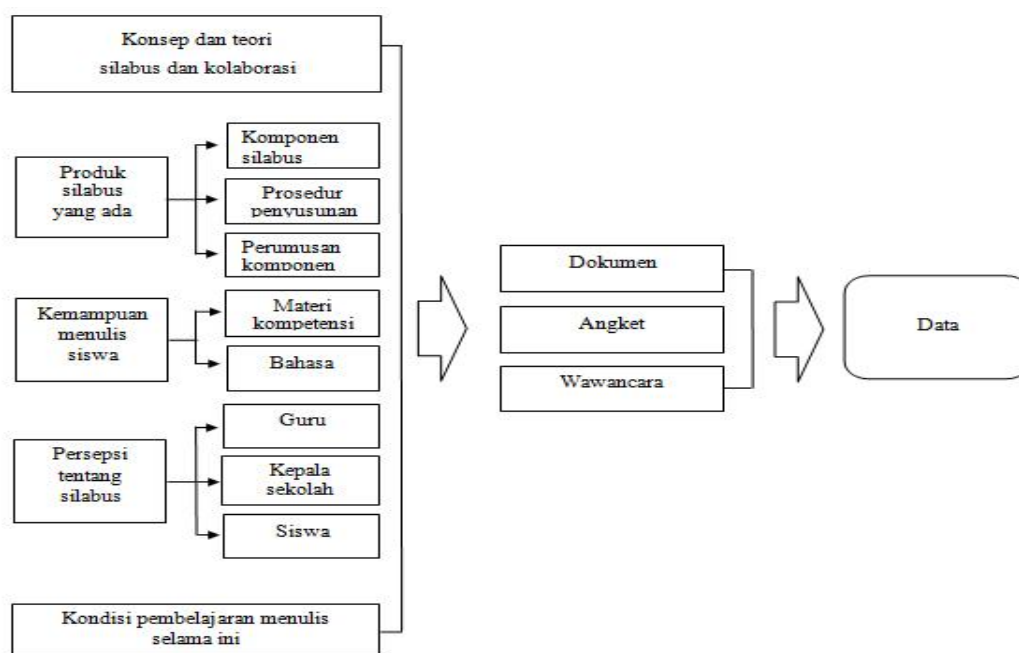 Konsep dan teori
silabus dan kolaborasi
Produk
silabus
yang ada
Komponen
silabus
Prosedur
penyusunan
Perumusan
komponen
Kemampuan
menulis
siswa
Materi
kompetensi
Bahasa
Persepsi
tentang
silabus
Guru
Kepala
sekolah
Siswa
Kondisi pembelajaran menulis
selama ini
Dokumen
Angket
Wawancara
Data